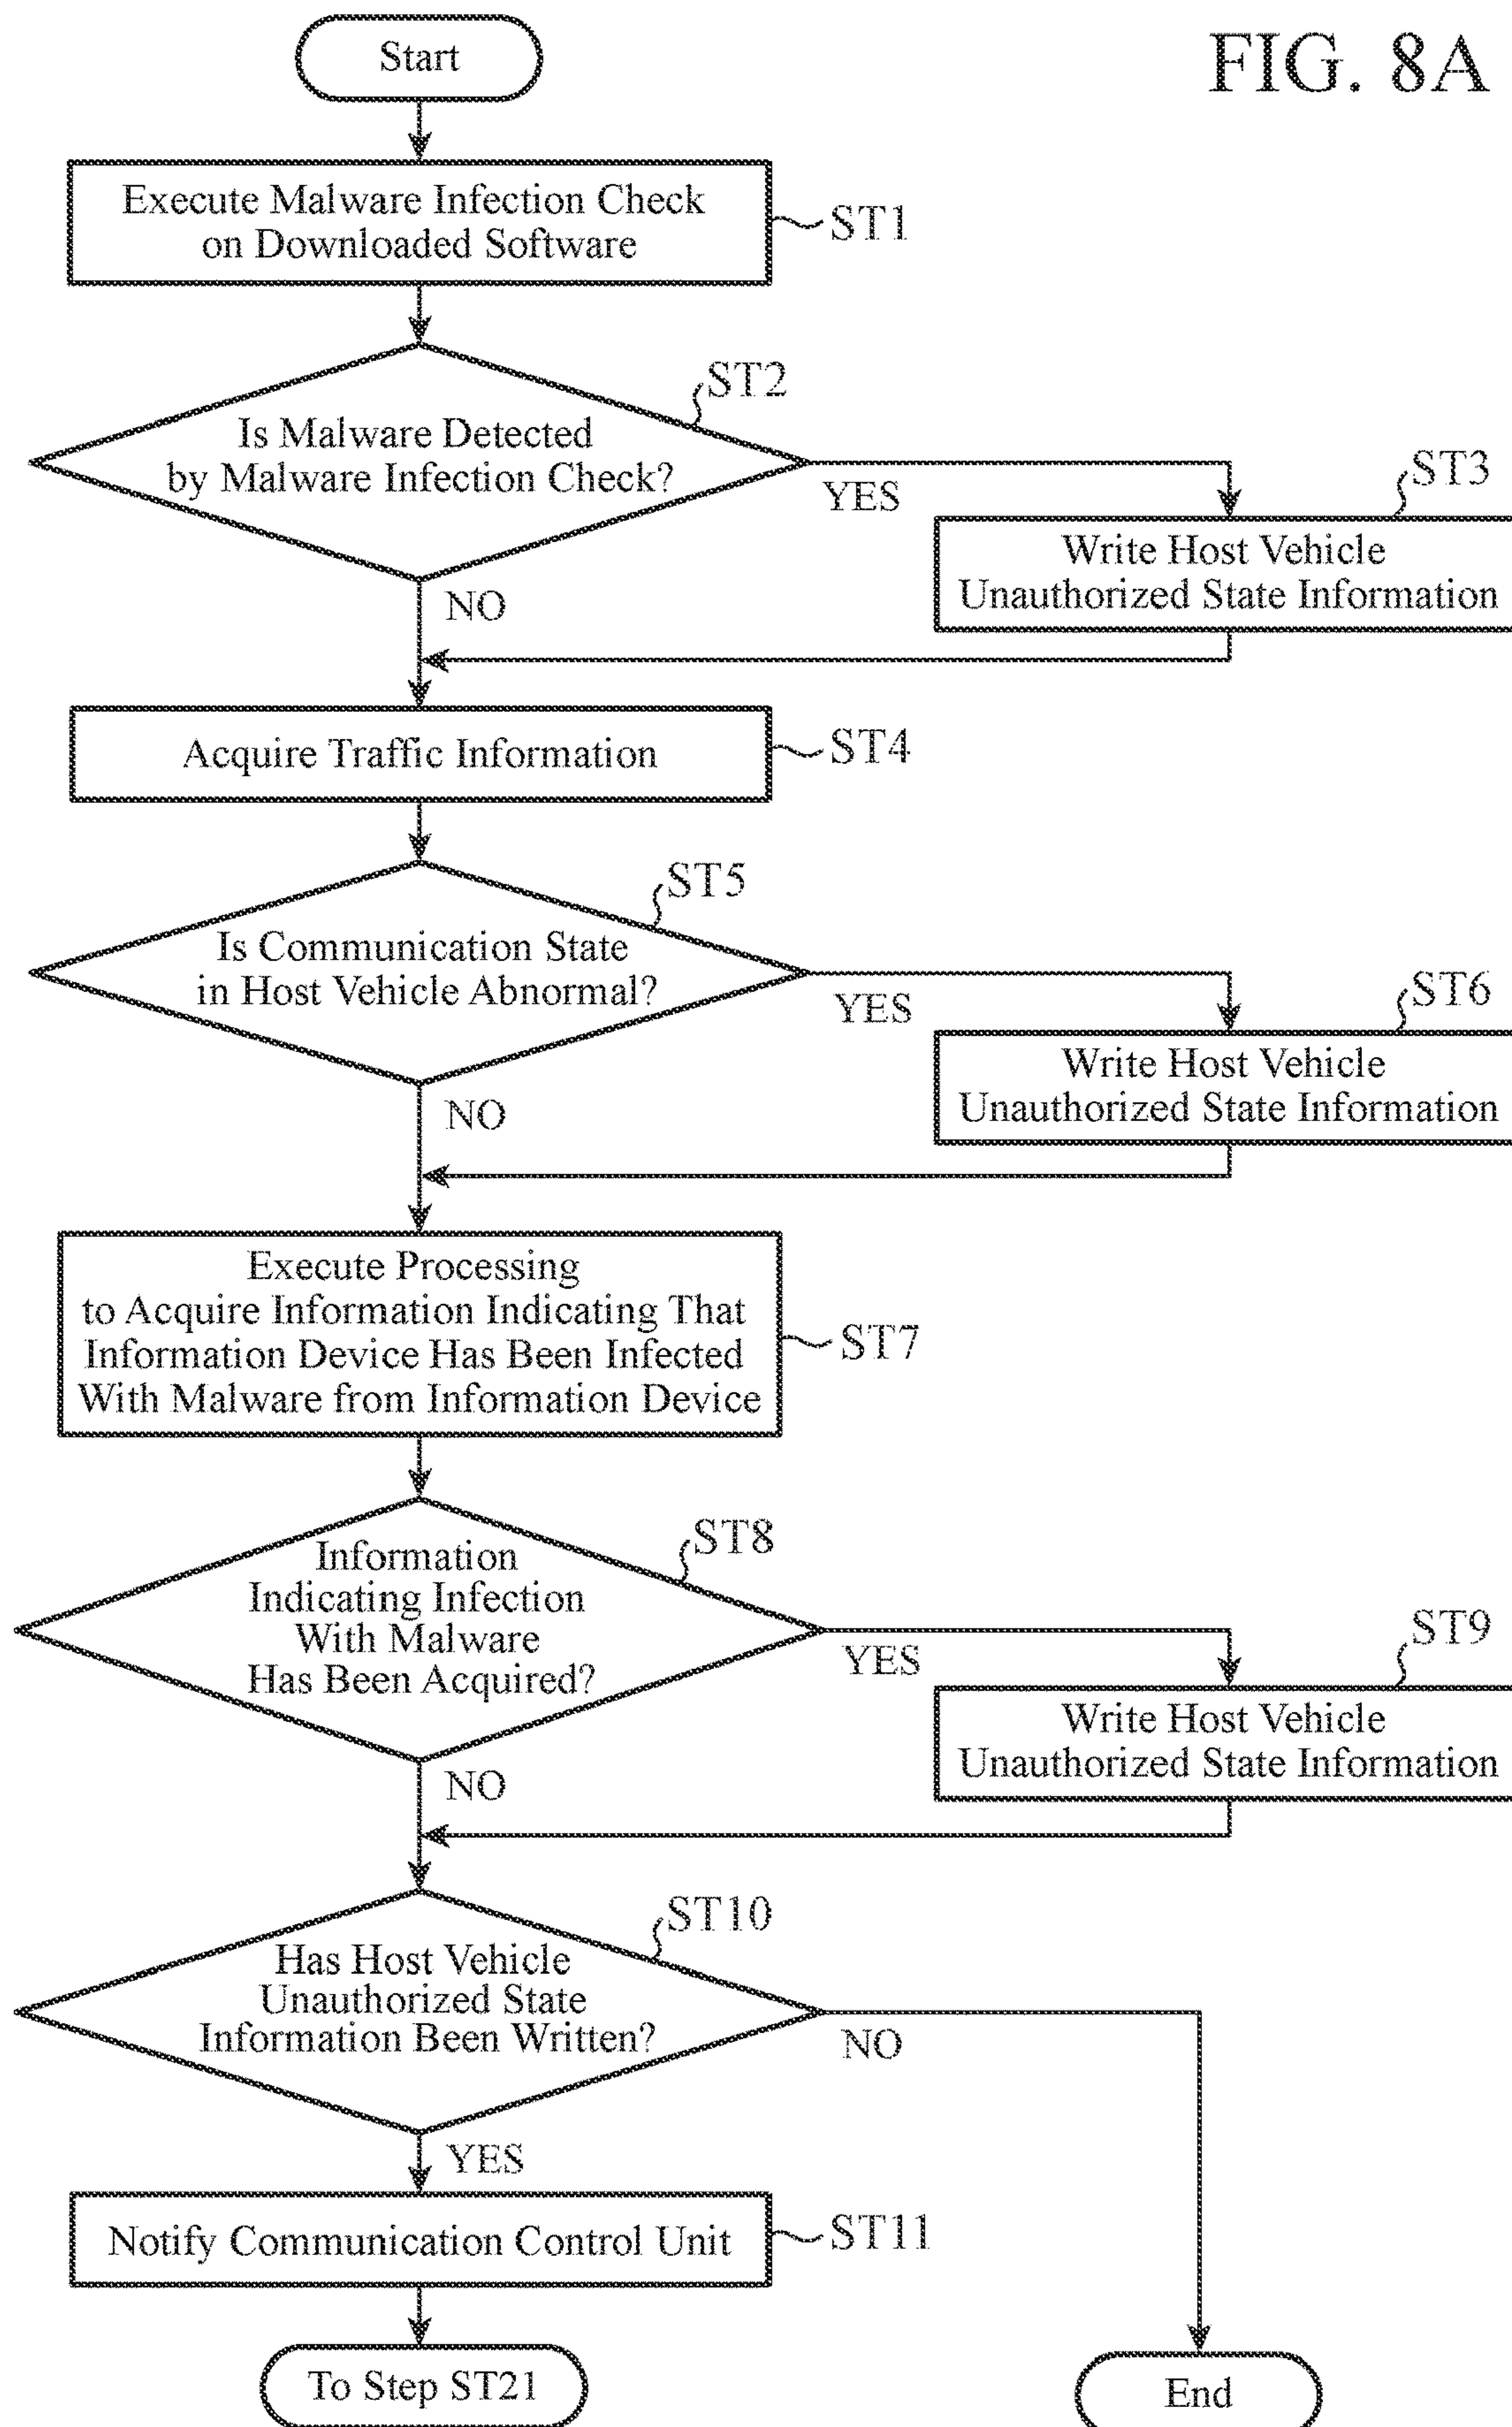 FIG. 8A
Start
Execute Malware Infection Check
on Downloaded Software
ST1
ST2
Is Malware Detected
by Malware Infection Check?
YES
NO
ST3
Write Host Vehicle
Unauthorized State Information
Acquire Traffic Information
ST4
ST5
Is Communication State
in Host Vehicle Abnormal?
YES
NO
ST6
Write Host Vehicle
Unauthorized State Information
Execute Processing
to Acquire Information Indicating That
Information Device Has Been Infected
With Malware from Information Device
ST7
ST8
Information
Indicating Infection
With Malware
Has Been Acquired?
YES
NO
ST9
Write Host Vehicle
Unauthorized State Information
ST10
Has Host Vehicle
Unauthorized State
Information Been Written?
NO
YES
Notify Communication Control Unit
ST11
To Step ST21
End